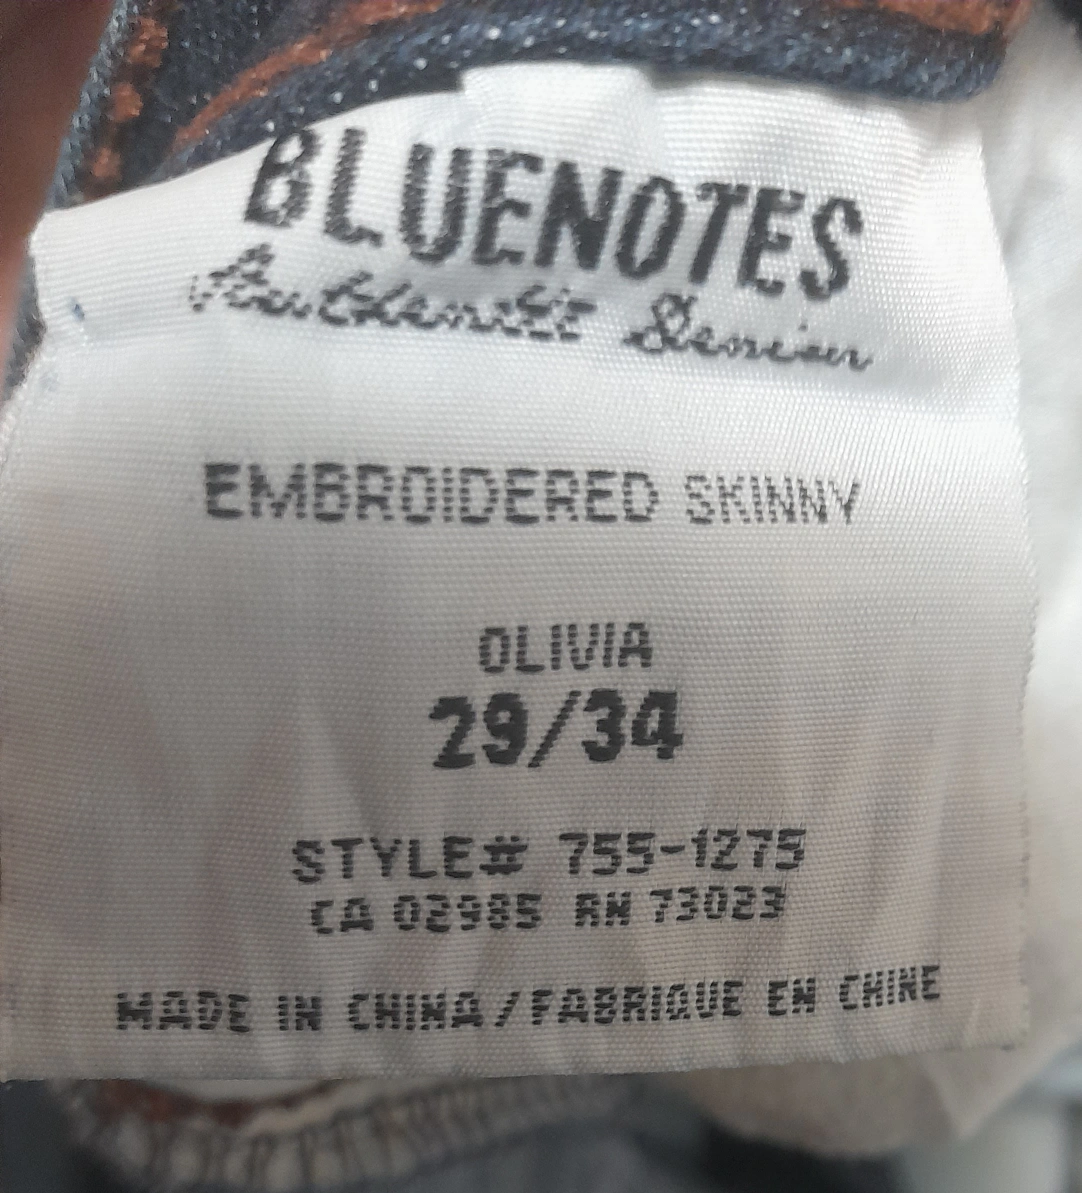 BLUENOTES
Authentic Denim
EMBROIDERED SKINNY
OLIVIA
29/34
STYLE# 755-1275
CA 02985 RN 73023
MADE IN CHINA/FABRIQUE EN CHINE